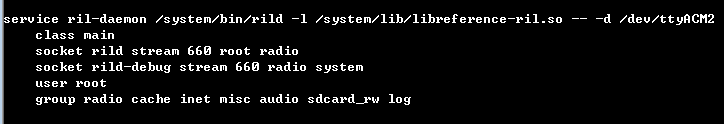 service ril-daemon /system/bin/rild -l /system/lib/libreference-ril.so -- -d /dev/ttyACM2
class main
socket rild stream 660 root radio
socket rild-debug stream 660 radio system
user root
group radio cache inet misc audio sdcard_rw log